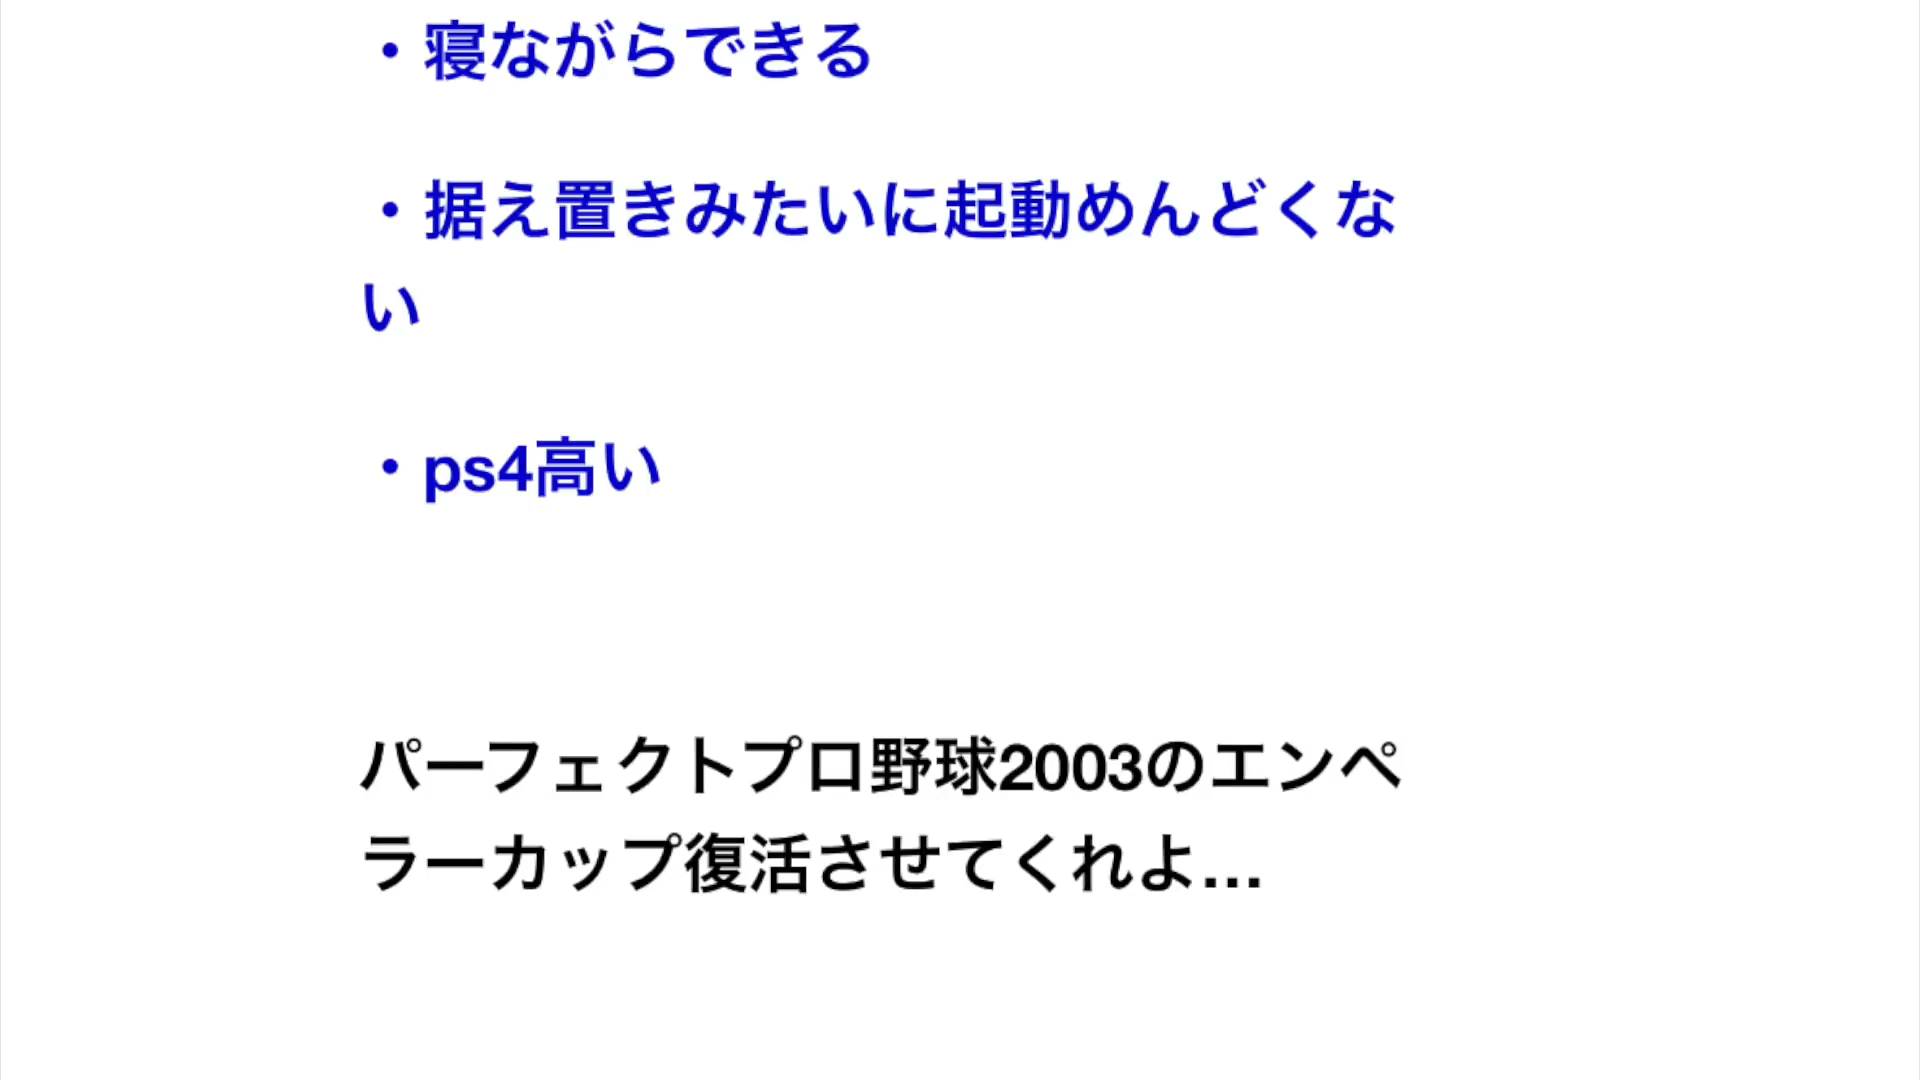 ・寝ながらできる
・据え置きみたいに起動めんどくな
い
・ps4高い
パーフェクトプロ野球2003のエンペ
ラーカップ復活させてくれよ…